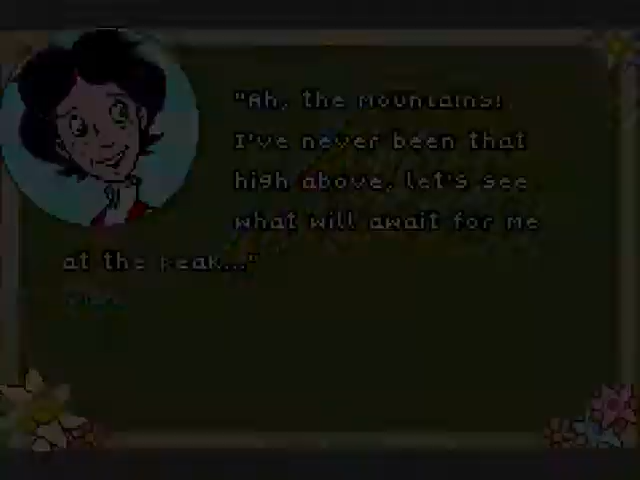 "Ah, the Mountains!
I've never been that
high above, let's see
what will await for me
at the peak..."